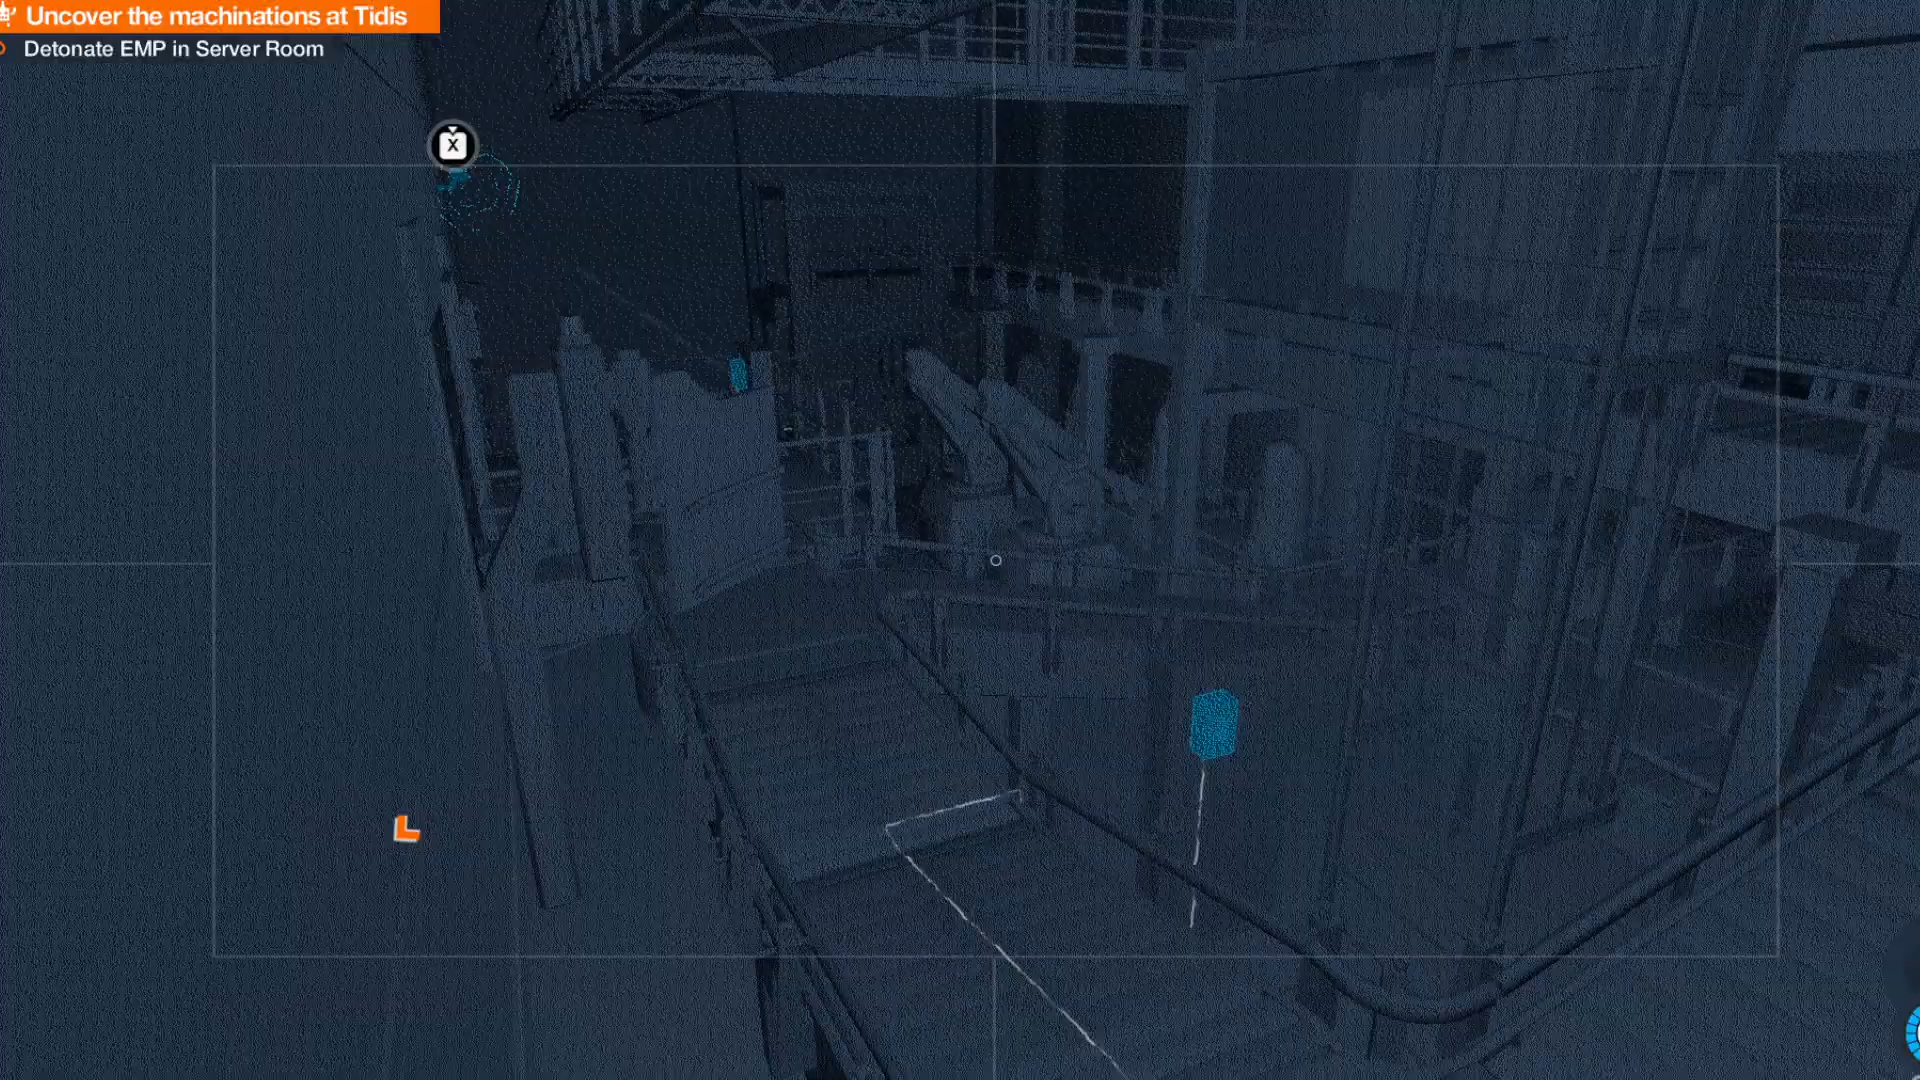 Uncover the machinations at Tidis
Detonate EMP in Server Room
X